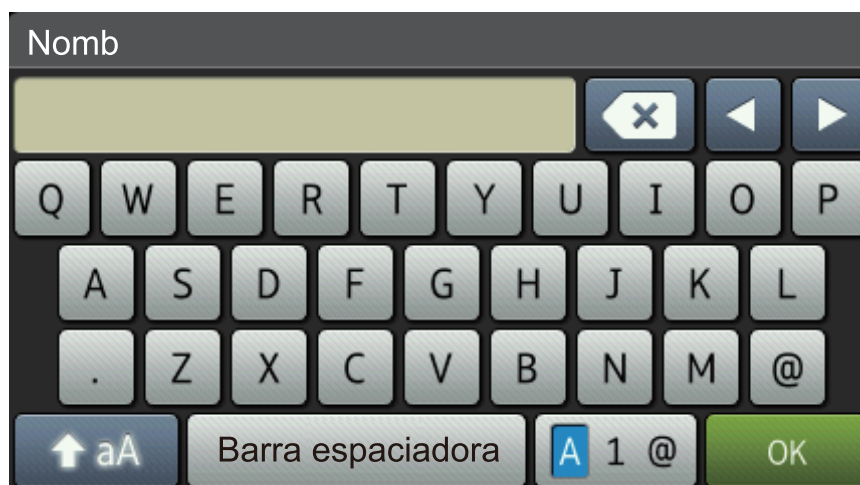 Nomb
Q W E R T Y U I O P
A S D F G H J K L
. Z X C V B N M @
aA Barra espaciadora A 1 @ OK